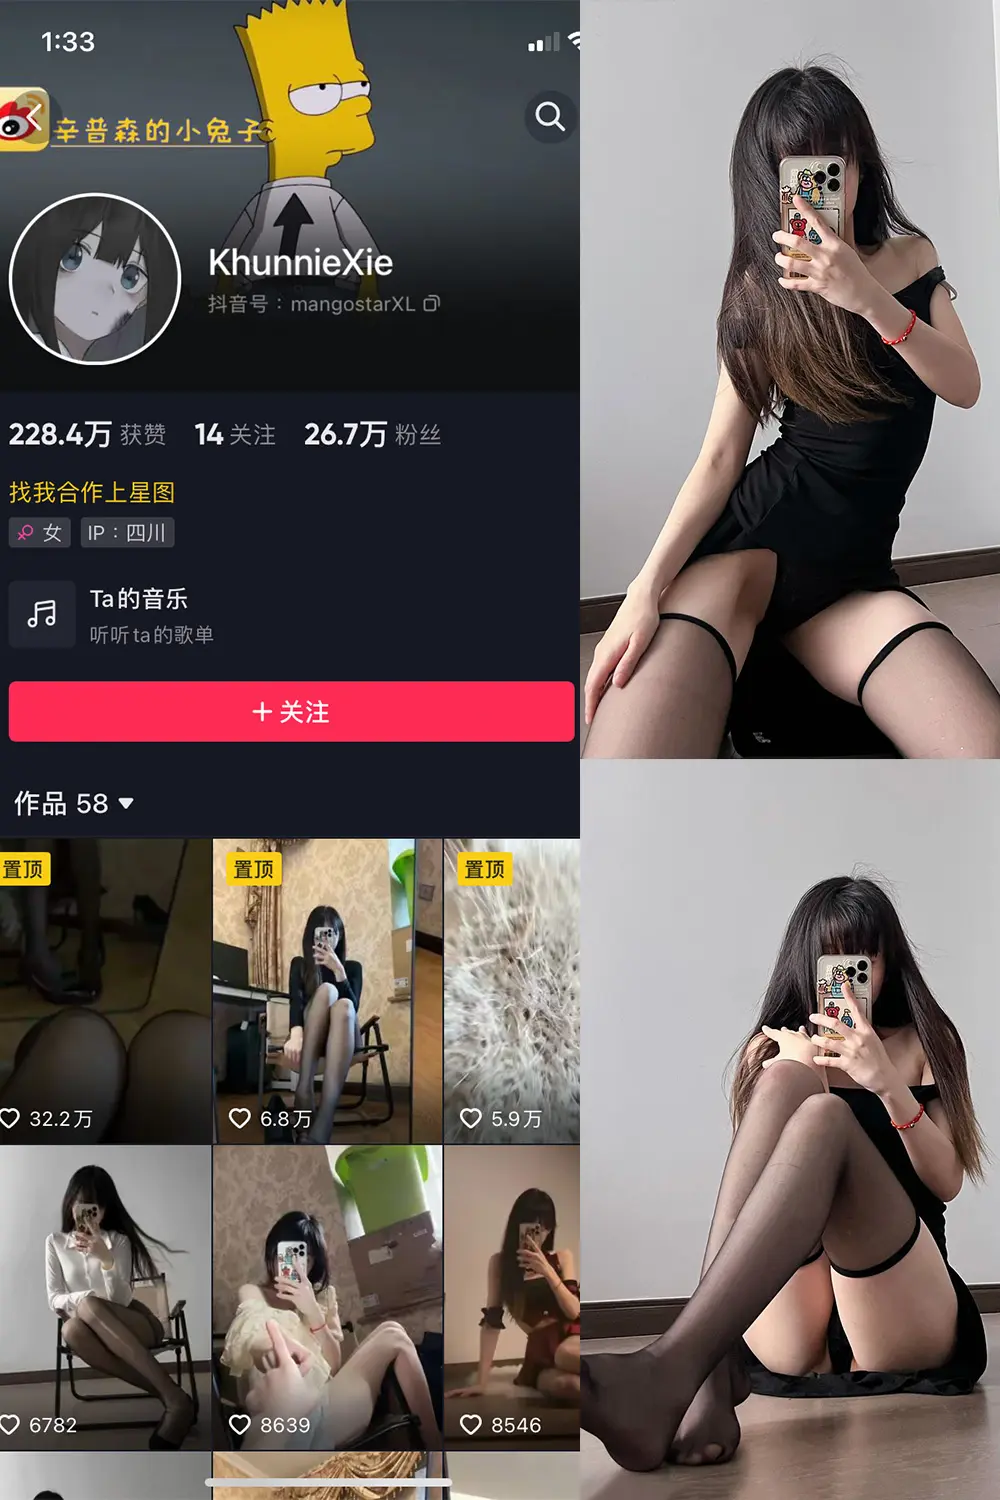 1:33
辛普森的小兔子
KhunnieXie
抖音号：mangostarXL
228.4万 获赞 14 关注 26.7万 粉丝
找我合作上星图
女 IP：四川
Ta的音乐
听听ta的歌单
+ 关注
作品 58
置顶 置顶 置顶
32.2万 6.8万 5.9万
6782 8639 8546